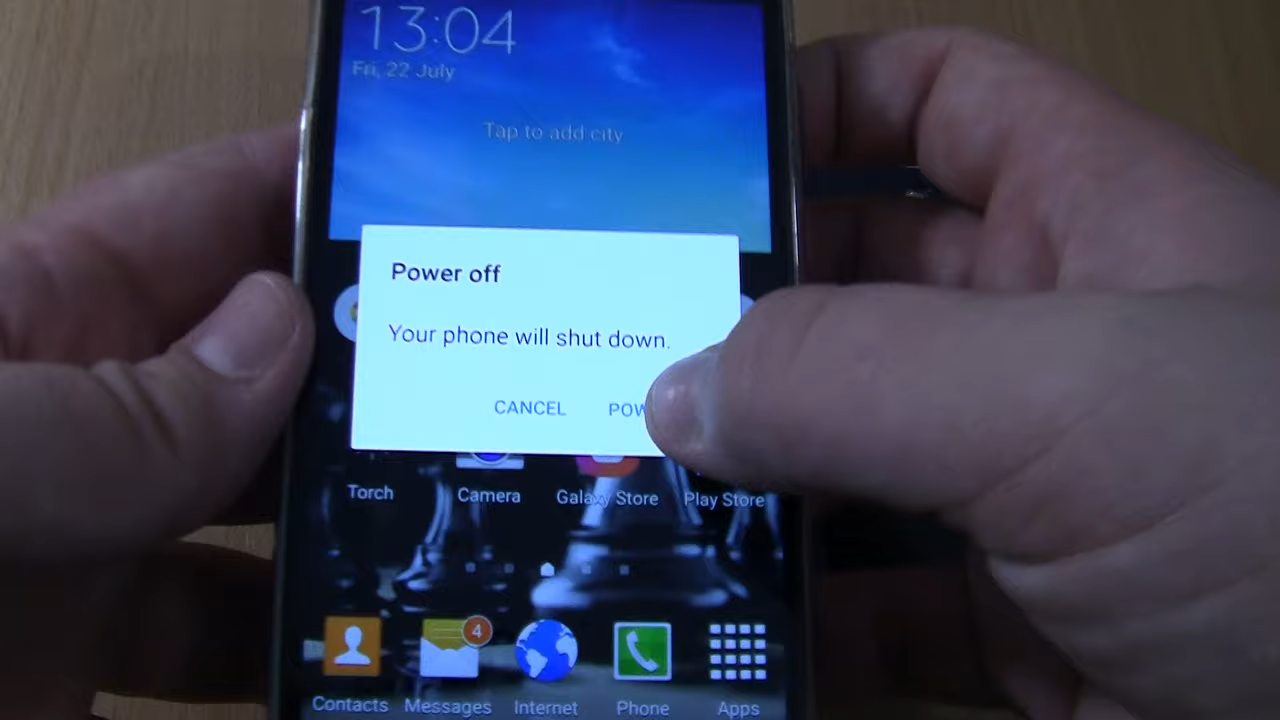 13:04
Fri, 22 July
Tap to add city
Power off
Your phone will shut down.
CANCEL POW
Torch Camera Galaxy Store Play Store
4
Contacts Messages Internet Phone Apps